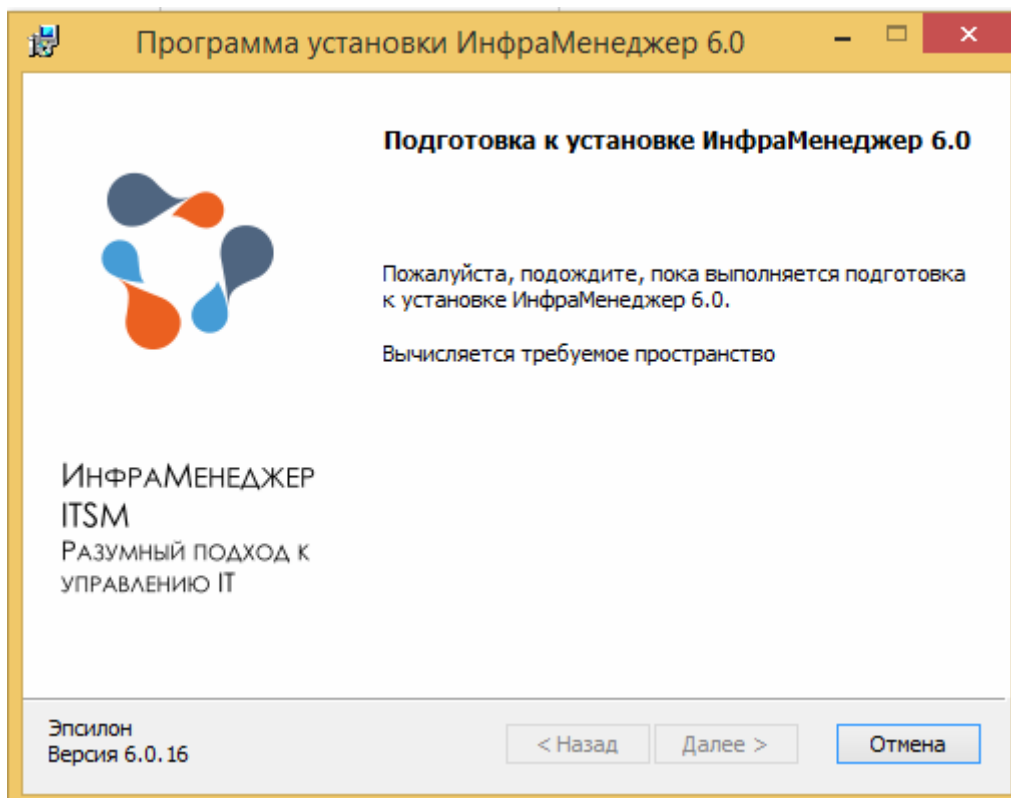 Программа установки ИнфраМенеджер 6.0
Подготовка к установке ИнфраМенеджер 6.0
Пожалуйста, подождите, пока выполняется подготовка
к установке ИнфраМенеджер 6.0.
Вычисляется требуемое пространство
ИнфраМенеджер
ITSM
Разумный подход к
управлению IT
Эпсилон
Версия 6.0.16
< Назад
Далее >
Отмена